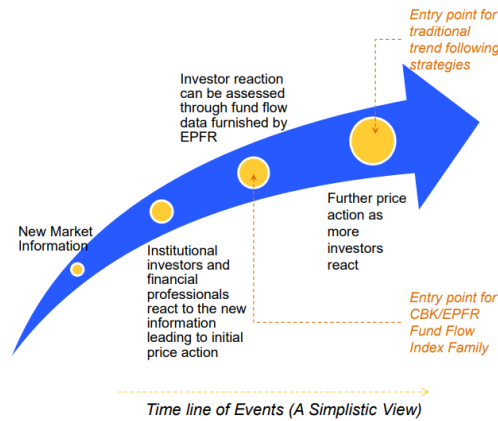 Entry point for
traditional
trend following
strategies
Investor reaction
can be assessed
through fund flow
data furnished by
EPFR
New Market
Information
Institutional
investors and
financial
professionals
react to the new
information
leading to initial
price action
Further price
action as
more
investors
react
Entry point for
CBK/EPFR
Fund Flow
Index Family
Time line of Events (A Simplistic View)